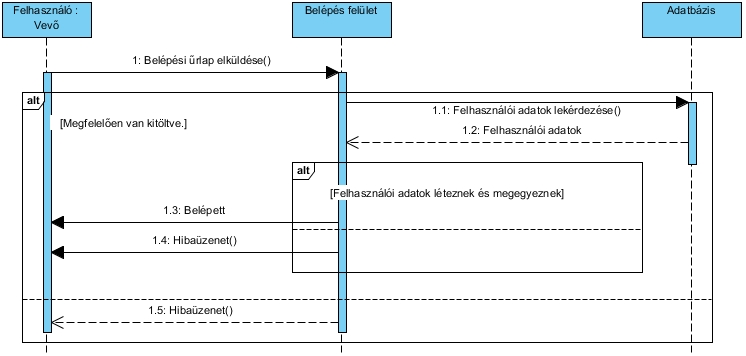 Felhasználó :
Vevő
Belépés felület
Adatbázis
1: Belépési űrlap elküldése()
alt
1.1: Felhasználói adatok lekérdezése()
[Megfelelően van kitöltve.]
1.2: Felhasználói adatok
alt
[Felhasználói adatok léteznek és megegyeznek]
1.3: Belépett
1.4: Hibaüzenet()
1.5: Hibaüzenet()